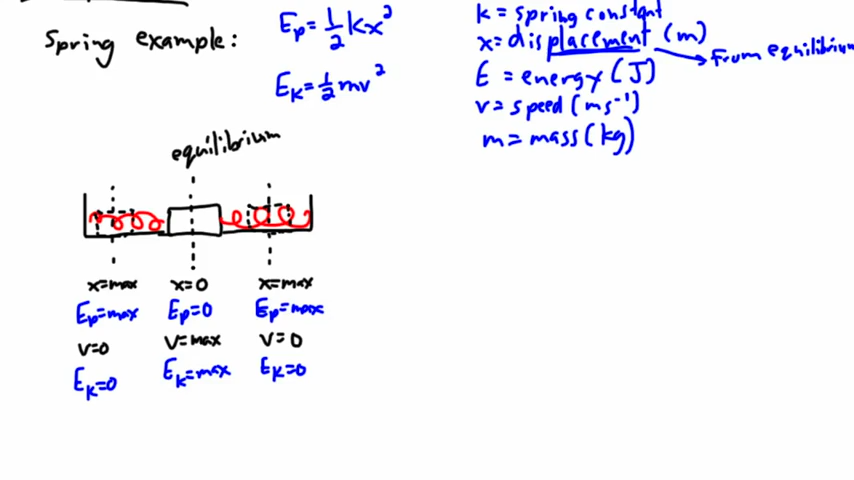 Spring example:
Ep=1/2 kx²
Ek=1/2 mv²
k = spring constant
x=displacement (m)
From equilibrium
E = energy (J)
v = speed (ms⁻¹)
m = mass (kg)
equilibrium
x=max x=0 x=max
Ep=max Ep=0 Ep=max
v=0 v=max v=0
Ek=0 Ek=max Ek=0